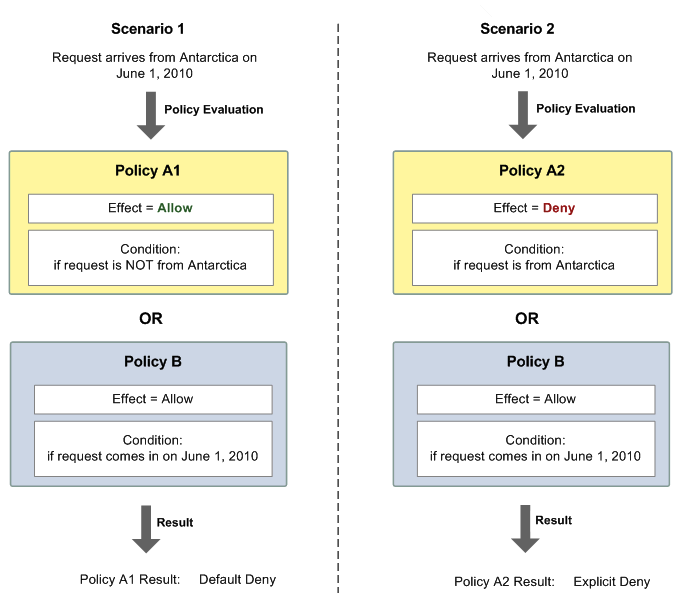 Scenario 1
Request arrives from Antarctica on
June 1, 2010
Policy Evaluation
Policy A1
Effect = Allow
Condition:
if request is NOT from Antarctica
OR
Policy B
Effect = Allow
Condition:
if request comes in on June 1, 2010
Result
Policy A1 Result: Default Deny
Scenario 2
Request arrives from Antarctica on
June 1, 2010
Policy Evaluation
Policy A2
Effect = Deny
Condition:
if request is from Antarctica
OR
Policy B
Effect = Allow
Condition:
if request comes in on June 1, 2010
Result
Policy A2 Result: Explicit Deny